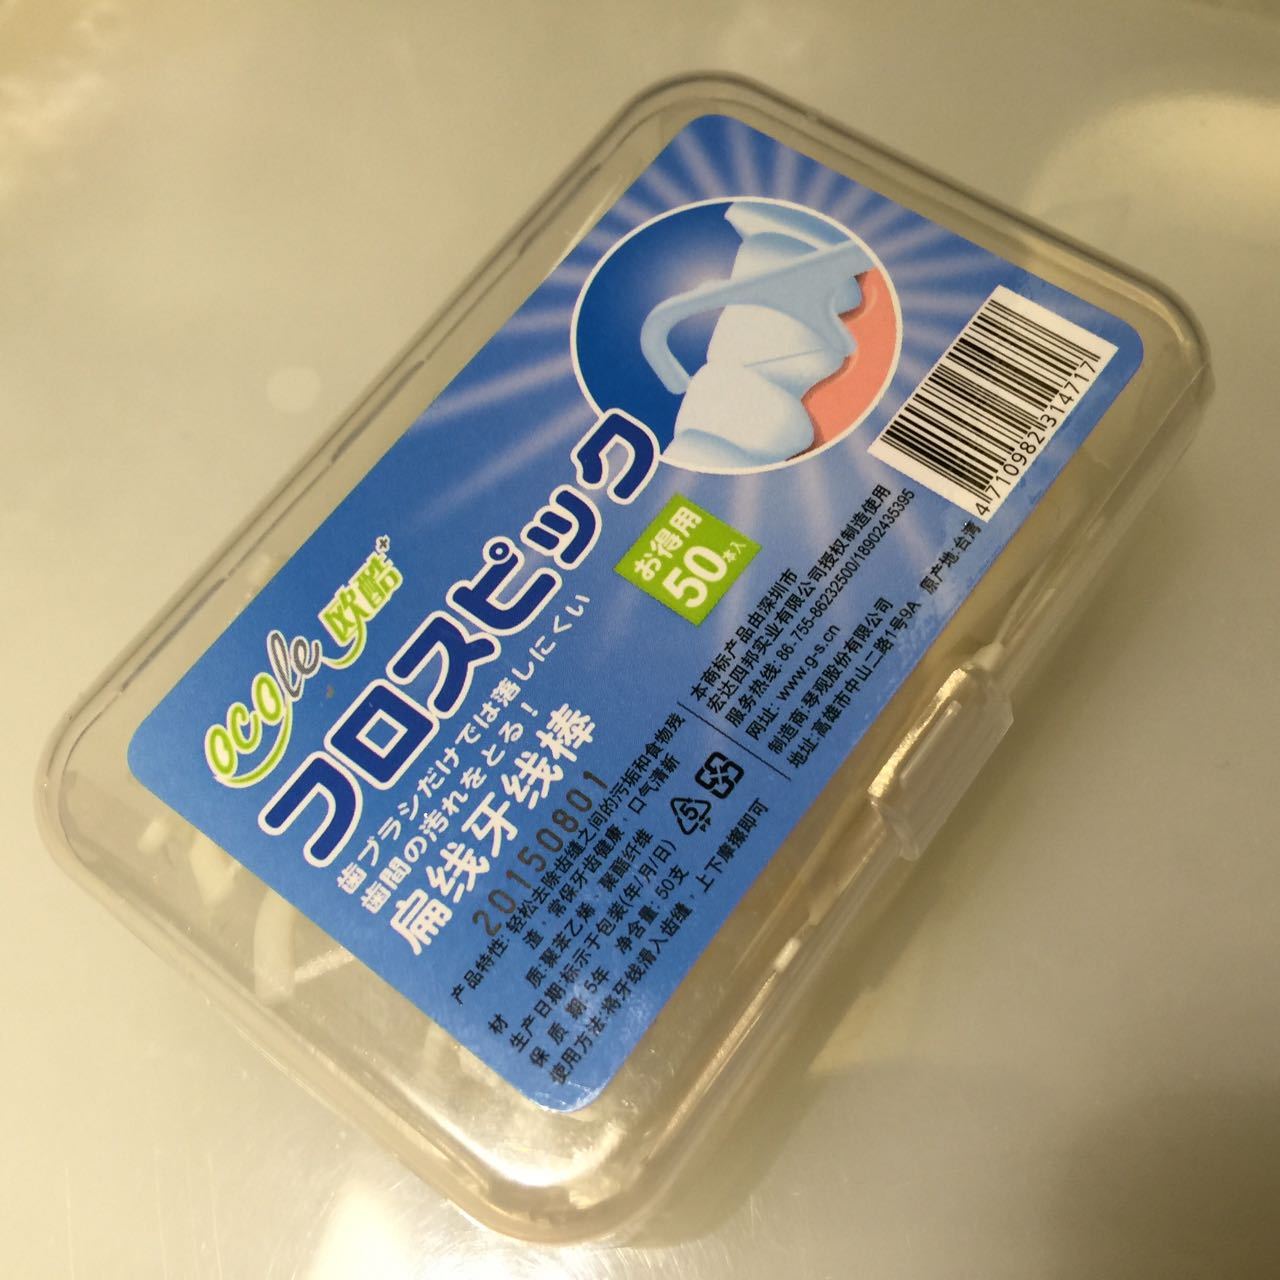 ocole 欧酷+
フロスピック
歯ブラシだけでは落しにくい
歯間の汚れをとる!
扁线牙线棒
お得用
50本入
20150801
产品特性:轻松去除齿缝之间的污垢和食物残
渣,常保牙齿健康,口气清新
材 质:聚苯乙烯 聚酯纤维
生产日期:标示于包装(年/月/日)
保 质 期:5年 净含量:50支
使用方法:将牙线滑入齿缝,上下摩擦即可
5
本商标产品由深圳市
宏达四邦实业有限公司授权制造使用
服务热线:86-755-86232500/18902435395
网址:www.g-s.cn
制造商:琴观股份有限公司
地址:高雄市中山二路1号9A 原产地:台湾
4 710982 314717